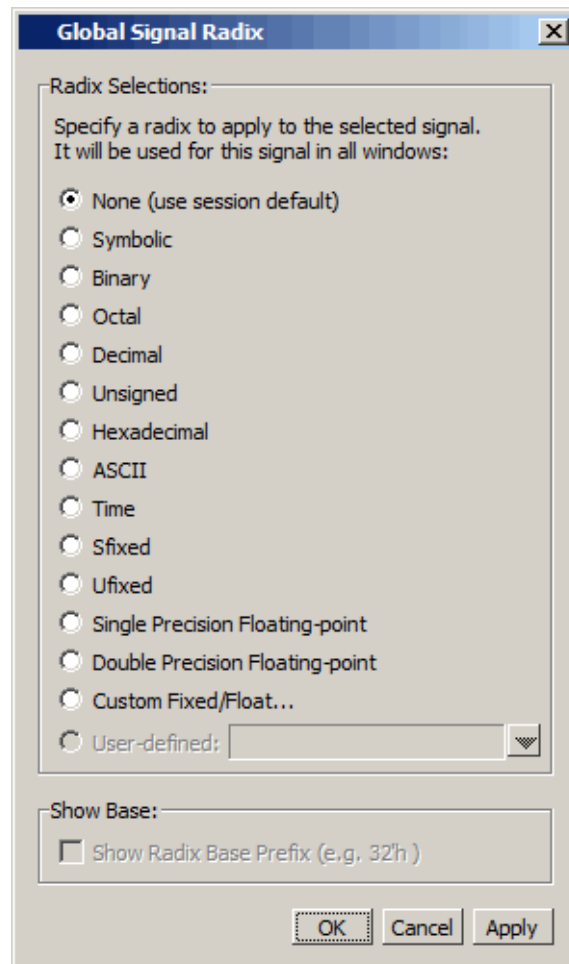 Global Signal Radix
Radix Selections:
Specify a radix to apply to the selected signal.
It will be used for this signal in all windows:
None (use session default)
Symbolic
Binary
Octal
Decimal
Unsigned
Hexadecimal
ASCII
Time
Sfixed
Ufixed
Single Precision Floating-point
Double Precision Floating-point
Custom Fixed/Float...
User-defined:
Show Base:
Show Radix Base Prefix (e.g. 32'h )
OK Cancel Apply